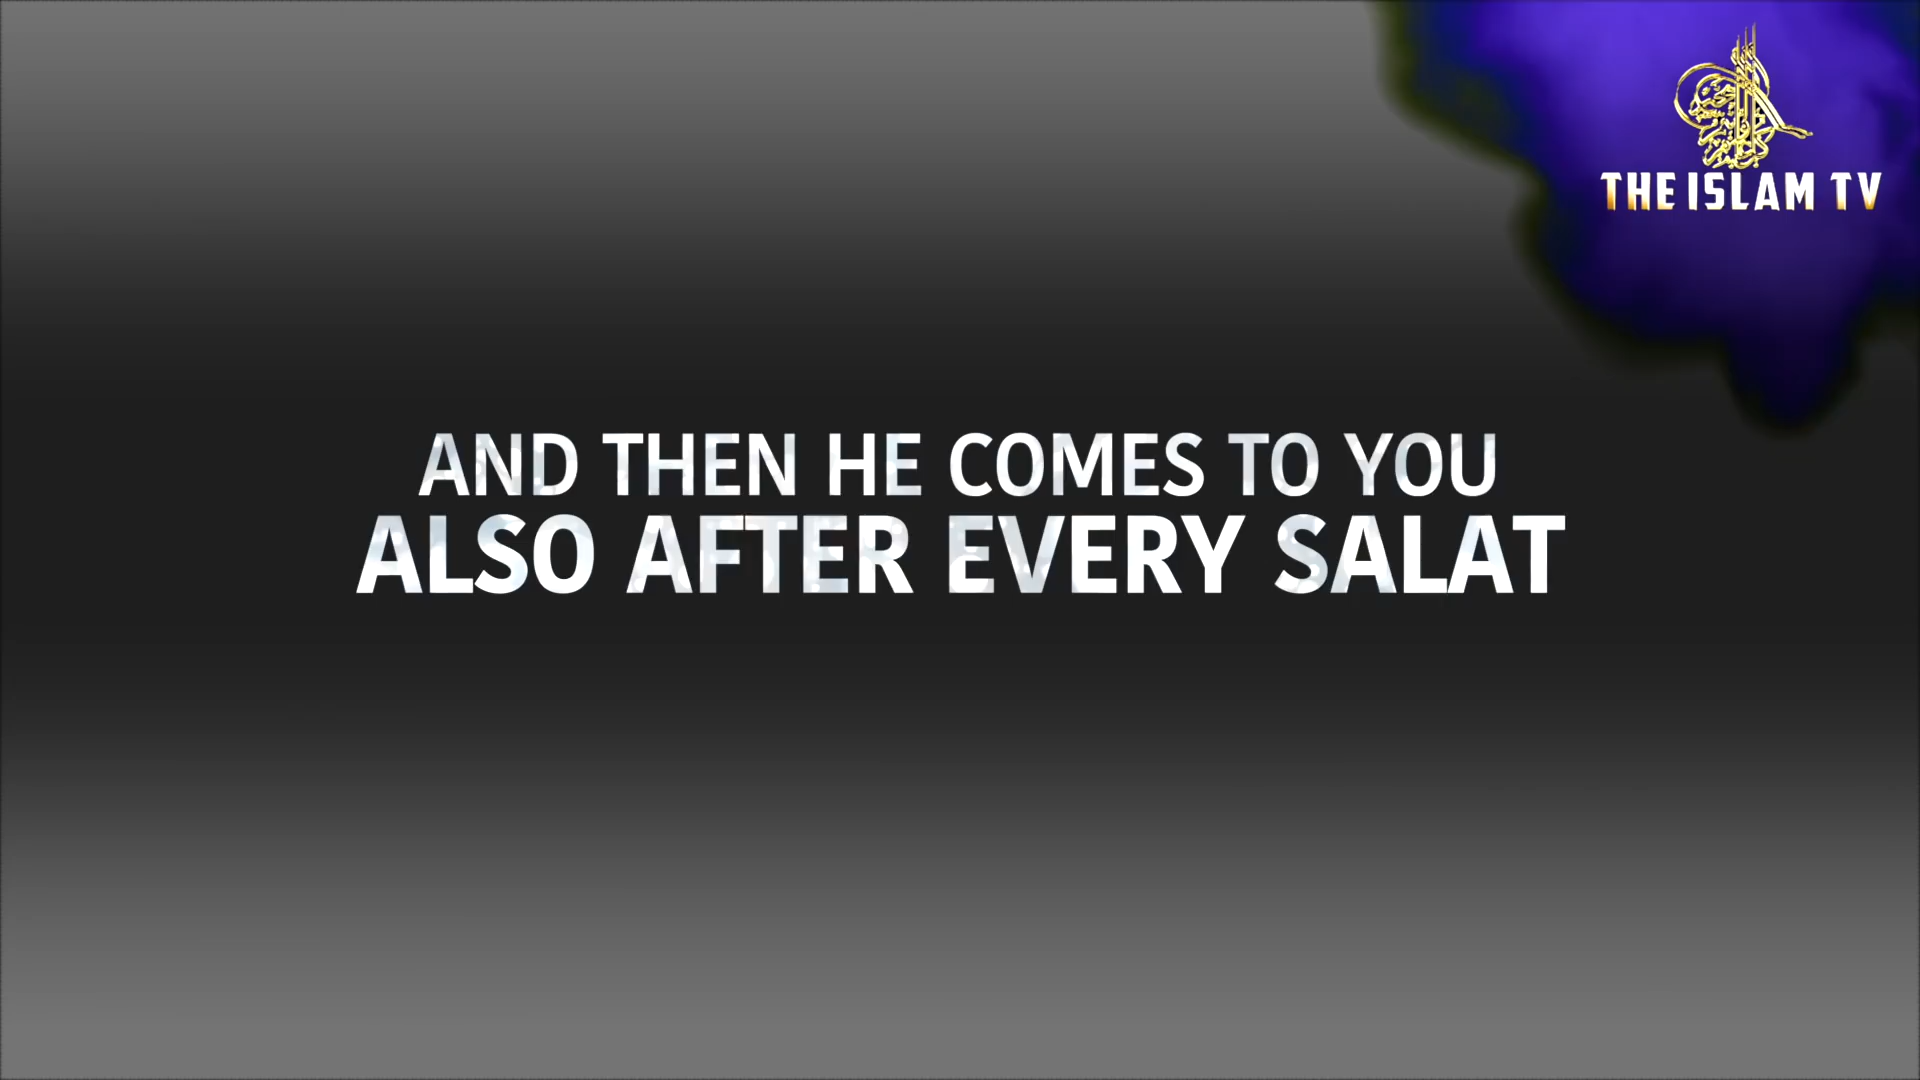 THE ISLAM TV
AND THEN HE COMES TO YOU
ALSO AFTER EVERY SALAT